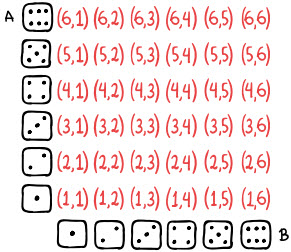 A (6,1) (6,2) (6,3) (6,4) (6,5) (6,6)
(5,1) (5,2) (5,3) (5,4) (5,5) (5,6)
(4,1) (4,2) (4,3) (4,4) (4,5) (4,6)
(3,1) (3,2) (3,3) (3,4) (3,5) (3,6)
(2,1) (2,2) (2,3) (2,4) (2,5) (2,6)
(1,1) (1,2) (1,3) (1,4) (1,5) (1,6)
B